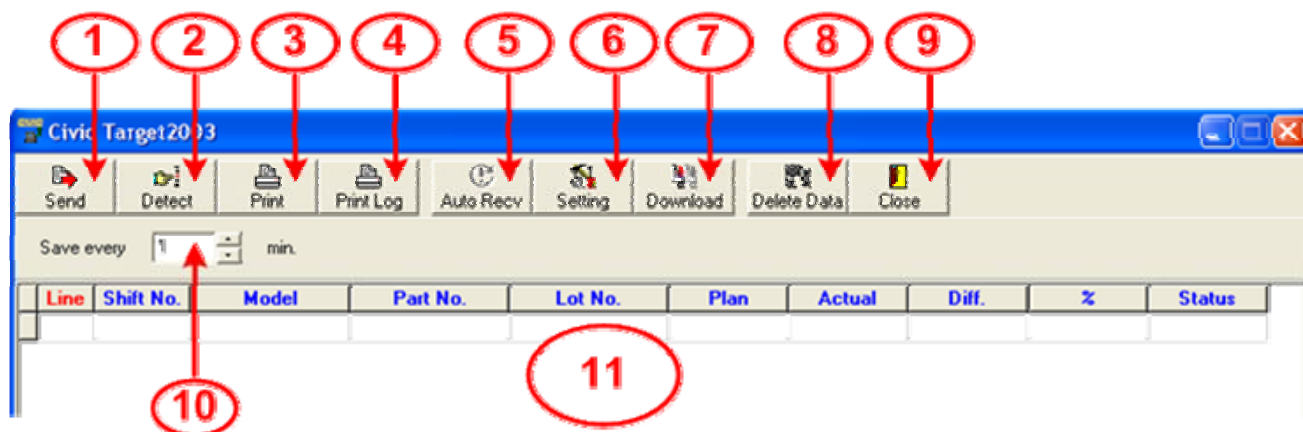 1 2 3 4 5 6 7 8 9
Civic Target2003
Send Detect Print Print Log Auto Recv Setting Download Delete Data Close
Save every 1 min.
Line Shift No. Model Part No. Lot No. Plan Actual Diff. % Status
11
10